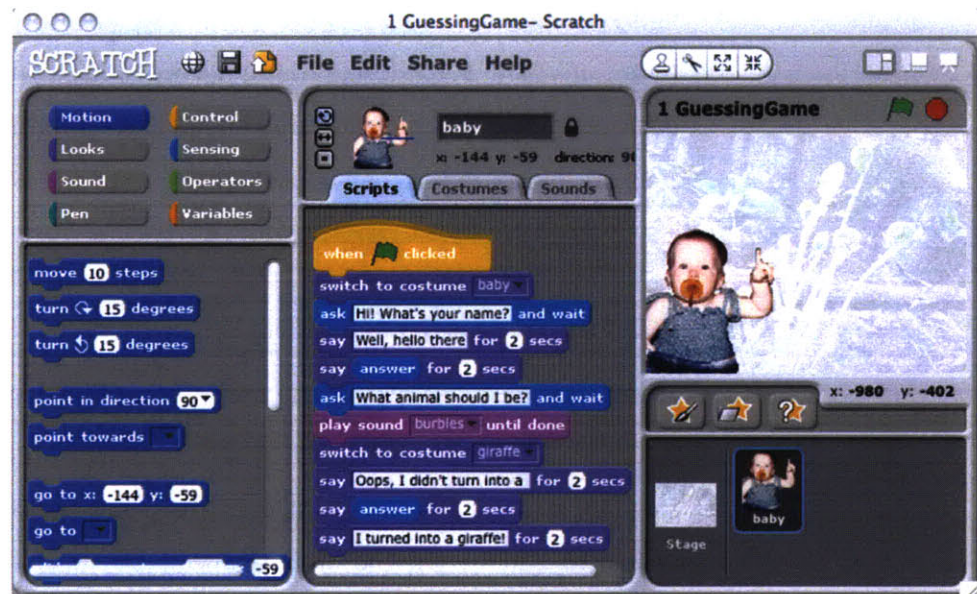 1 GuessingGame- Scratch
SCRATCH File Edit Share Help
Motion Control
Looks Sensing
Sound Operators
Pen Variables
move 10 steps
turn 15 degrees
turn 15 degrees
point in direction 90
point towards
go to x: -144 y: -59
go to
-59
baby
x: -144 y: -59 direction: 90
Scripts Costumes Sounds
when clicked
switch to costume baby
ask Hi! What's your name? and wait
say Well, hello there for 2 secs
say answer for 2 secs
ask What animal should I be? and wait
play sound burbles until done
switch to costume giraffe
say Oops, I didn't turn into a for 2 secs
say answer for 2 secs
say I turned into a giraffe! for 2 secs
1 GuessingGame
x: -980 y: -402
baby
Stage